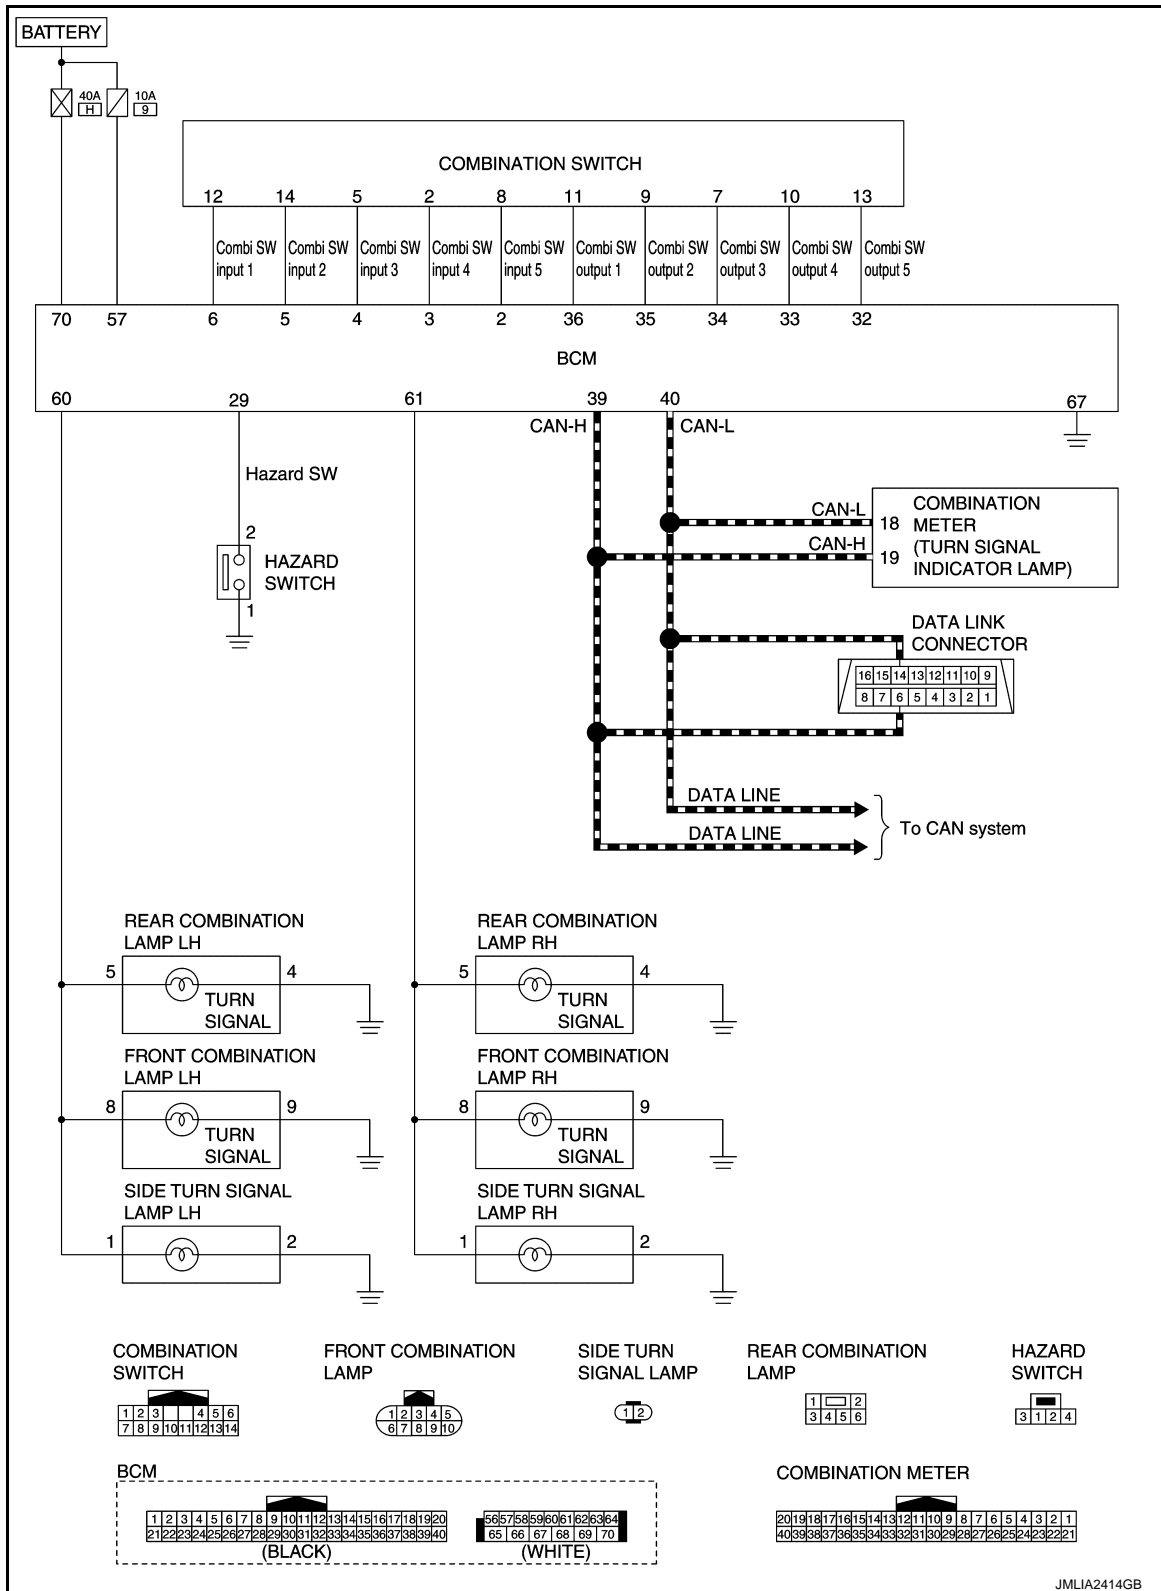 BATTERY
40A
H
10A
9
COMBINATION SWITCH
12 14 5 2 8 11 9 7 10 13
Combi SW input 1
Combi SW input 2
Combi SW input 3
Combi SW input 4
Combi SW input 5
Combi SW output 1
Combi SW output 2
Combi SW output 3
Combi SW output 4
Combi SW output 5
70 57 6 5 4 3 2 36 35 34 33 32
BCM
60 29 61 39 40 67
CAN-H CAN-L
Hazard SW
2
HAZARD
SWITCH
1
CAN-L
18
CAN-H
19
COMBINATION
METER
(TURN SIGNAL
INDICATOR LAMP)
DATA LINK
CONNECTOR
16 15 14 13 12 11 10 9
8 7 6 5 4 3 2 1
DATA LINE
DATA LINE
To CAN system
REAR COMBINATION
LAMP LH
5 4
TURN
SIGNAL
REAR COMBINATION
LAMP RH
5 4
TURN
SIGNAL
FRONT COMBINATION
LAMP LH
8 9
TURN
SIGNAL
FRONT COMBINATION
LAMP RH
8 9
TURN
SIGNAL
SIDE TURN SIGNAL
LAMP LH
1 2
SIDE TURN SIGNAL
LAMP RH
1 2
COMBINATION
SWITCH
1 2 3 4 5 6
7 8 9 10 11 12 13 14
FRONT COMBINATION
LAMP
1 2 3 4 5
6 7 8 9 10
SIDE TURN
SIGNAL LAMP
1 2
REAR COMBINATION
LAMP
1 2
3 4 5 6
HAZARD
SWITCH
3 1 2 4
BCM
1 2 3 4 5 6 7 8 9 10 11 12 13 14 15 16 17 18 19 20
21 22 23 24 25 26 27 28 29 30 31 32 33 34 35 36 37 38 39 40
(BLACK)
56 57 58 59 60 61 62 63 64
65 66 67 68 69 70
(WHITE)
COMBINATION METER
20 19 18 17 16 15 14 13 12 11 10 9 8 7 6 5 4 3 2 1
40 39 38 37 36 35 34 33 32 31 30 29 28 27 26 25 24 23 22 21
JMLIA2414GB